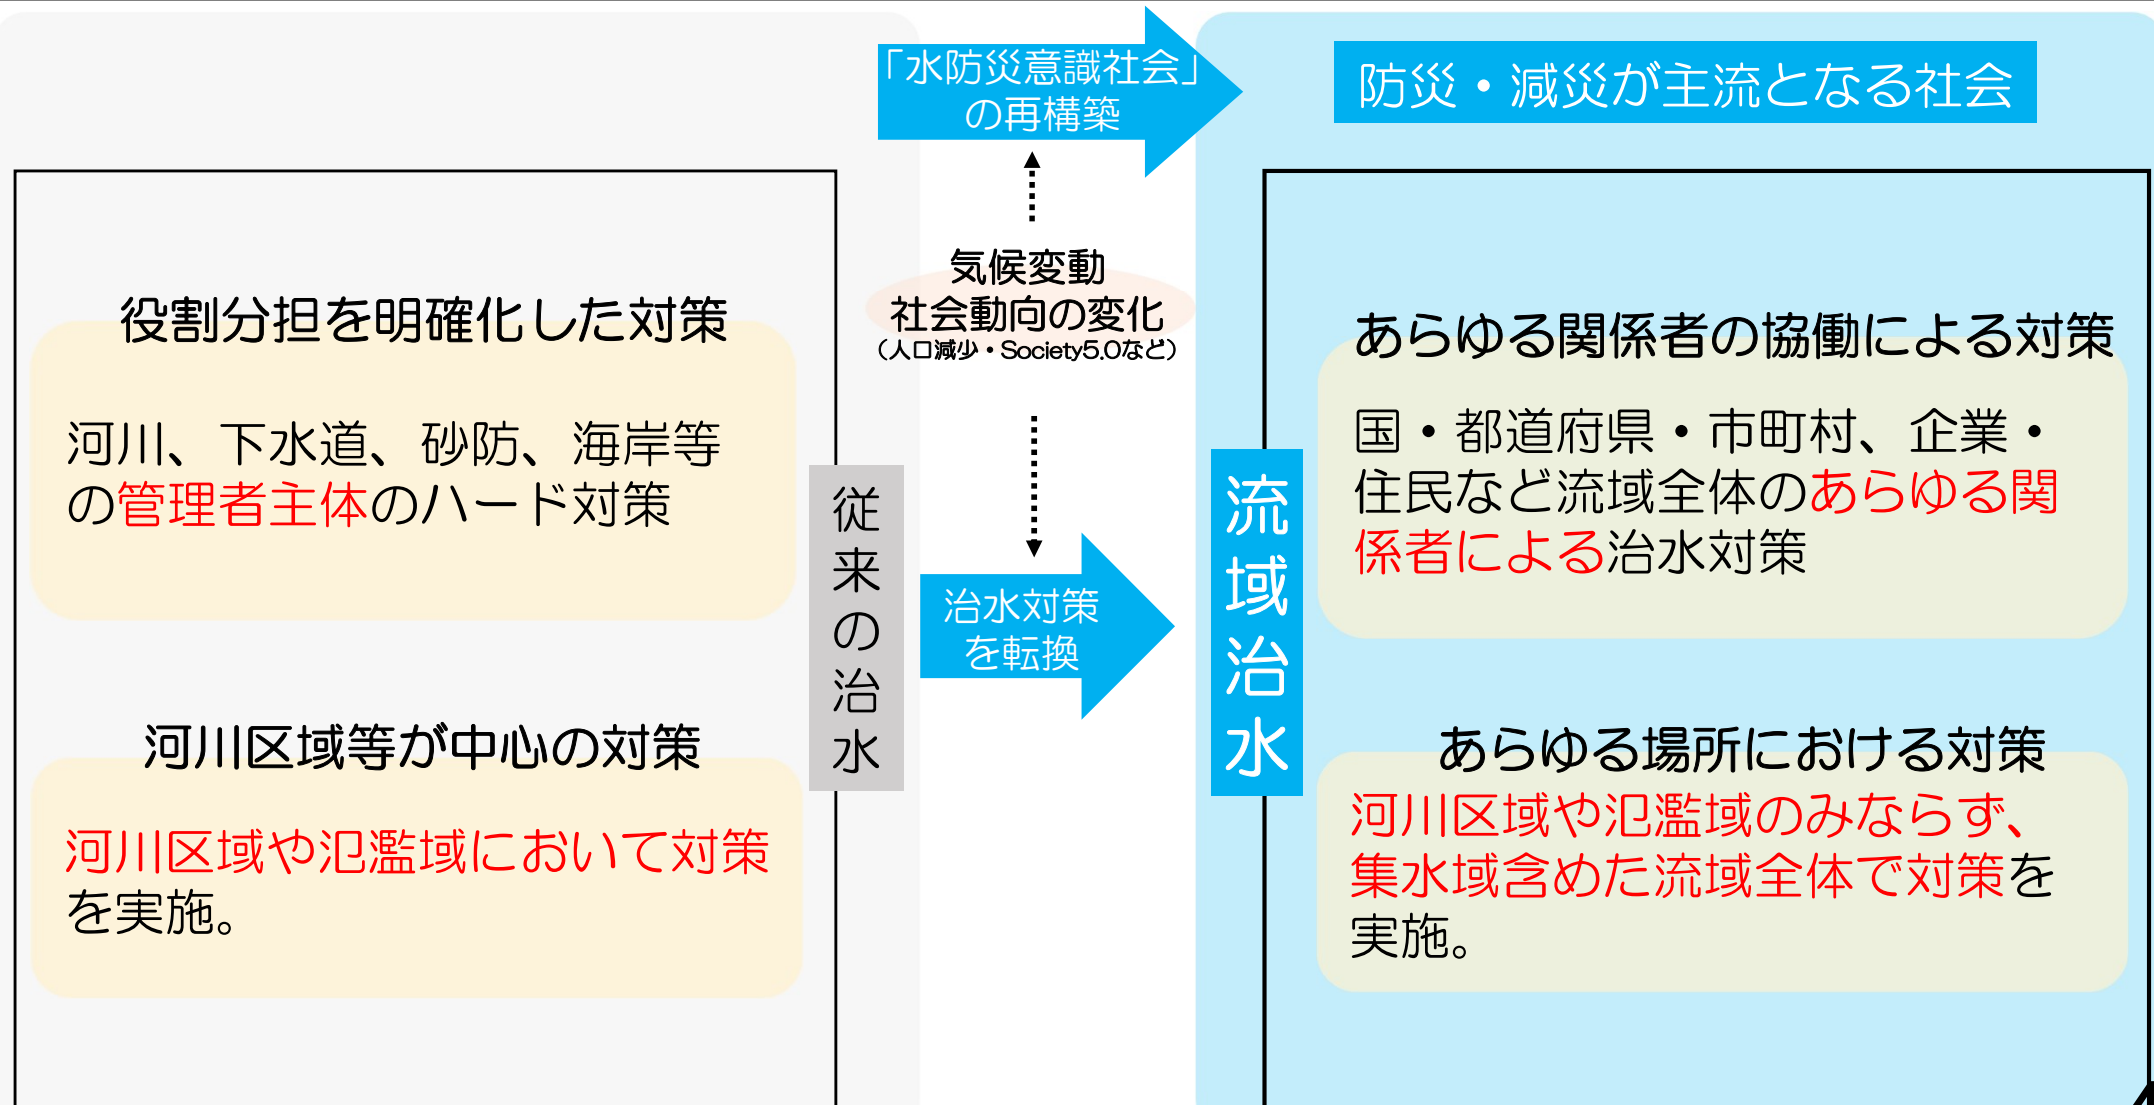 「水防災意識社会」
の再構築
防災・減災が主流となる社会
気候変動
社会動向の変化
（人口減少・Society5.0など）
役割分担を明確化した対策
河川、下水道、砂防、海岸等
の管理者主体のハード対策
河川区域等が中心の対策
河川区域や氾濫域において対策
を実施。
従来の治水
治水対策
を転換
流域治水
あらゆる関係者の協働による対策
国・都道府県・市町村、企業・
住民など流域全体のあらゆる関
係者による治水対策
あらゆる場所における対策
河川区域や氾濫域のみならず、
集水域含めた流域全体で対策を
実施。